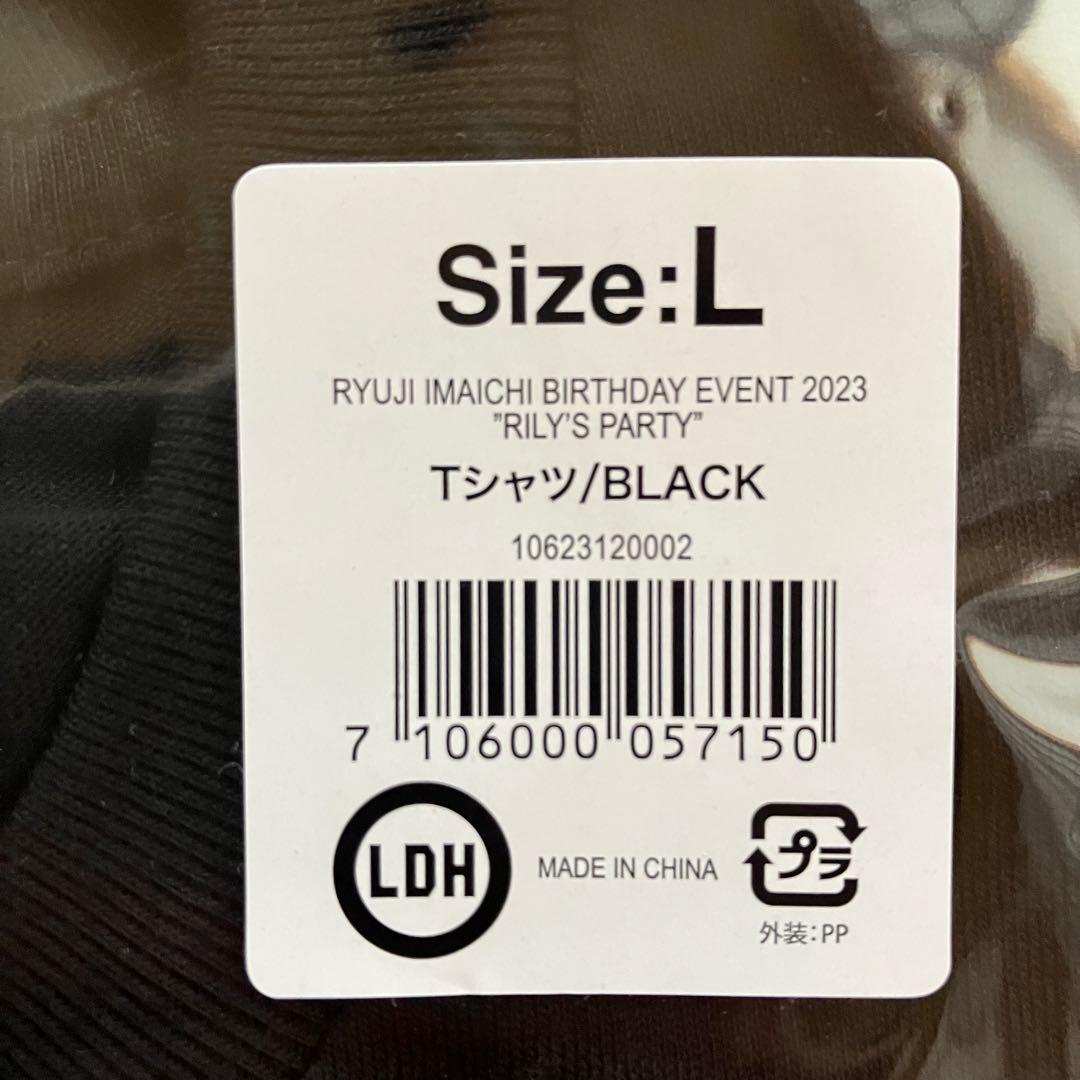 Size:L
RYUJI IMAICHI BIRTHDAY EVENT 2023
”RILY’S PARTY”
Tシャツ/BLACK
10623120002
7 106000 057150
LDH
MADE IN CHINA
プラ
外装:PP